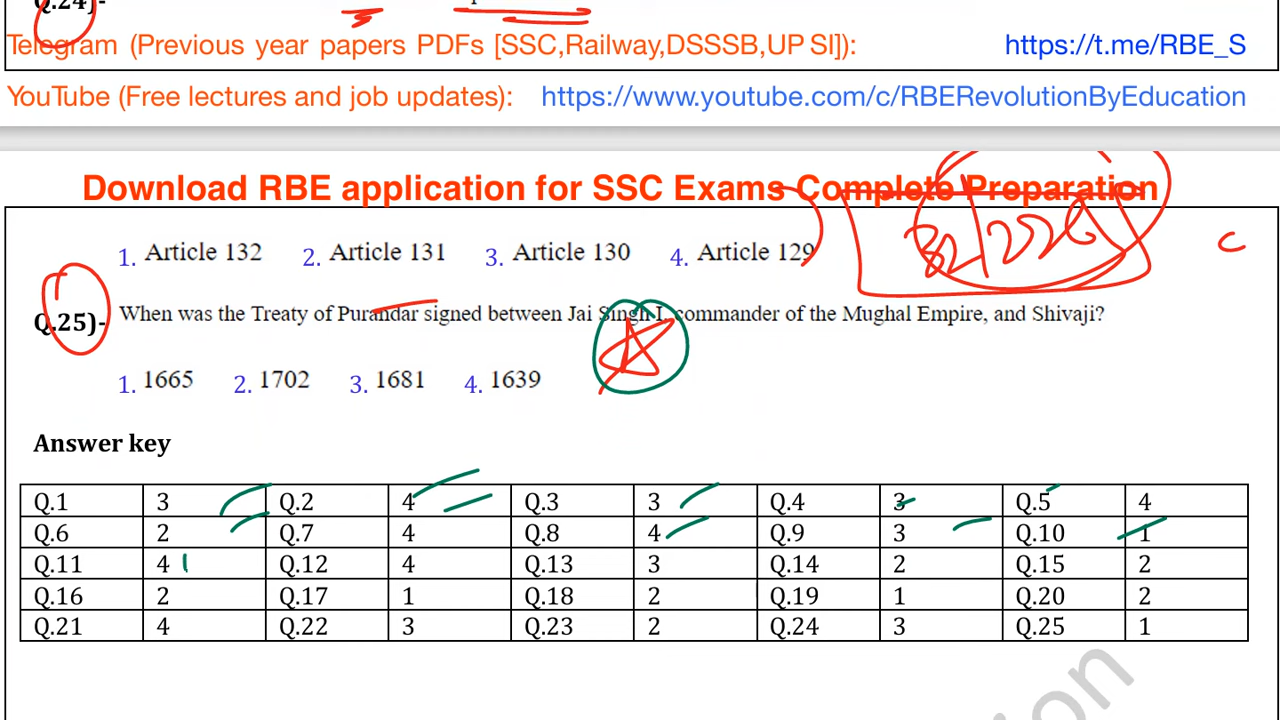 Q.24)-
Telegram (Previous year papers PDFs [SSC,Railway,DSSSB,UP SI]): https://t.me/RBE_S
YouTube (Free lectures and job updates): https://www.youtube.com/c/RBERevolutionByEducation
Download RBE application for SSC Exams Complete Preparation
1. Article 132 2. Article 131 3. Article 130 4. Article 129
32/226
C
Q.25)- When was the Treaty of Purandar signed between Jai Singh I, commander of the Mughal Empire, and Shivaji?
1. 1665 2. 1702 3. 1681 4. 1639
Answer key
Q.1 3 Q.2 4 Q.3 3 Q.4 3 Q.5 4
Q.6 2 Q.7 4 Q.8 4 Q.9 3 Q.10 1
Q.11 4 Q.12 4 Q.13 3 Q.14 2 Q.15 2
Q.16 2 Q.17 1 Q.18 2 Q.19 1 Q.20 2
Q.21 4 Q.22 3 Q.23 2 Q.24 3 Q.25 1